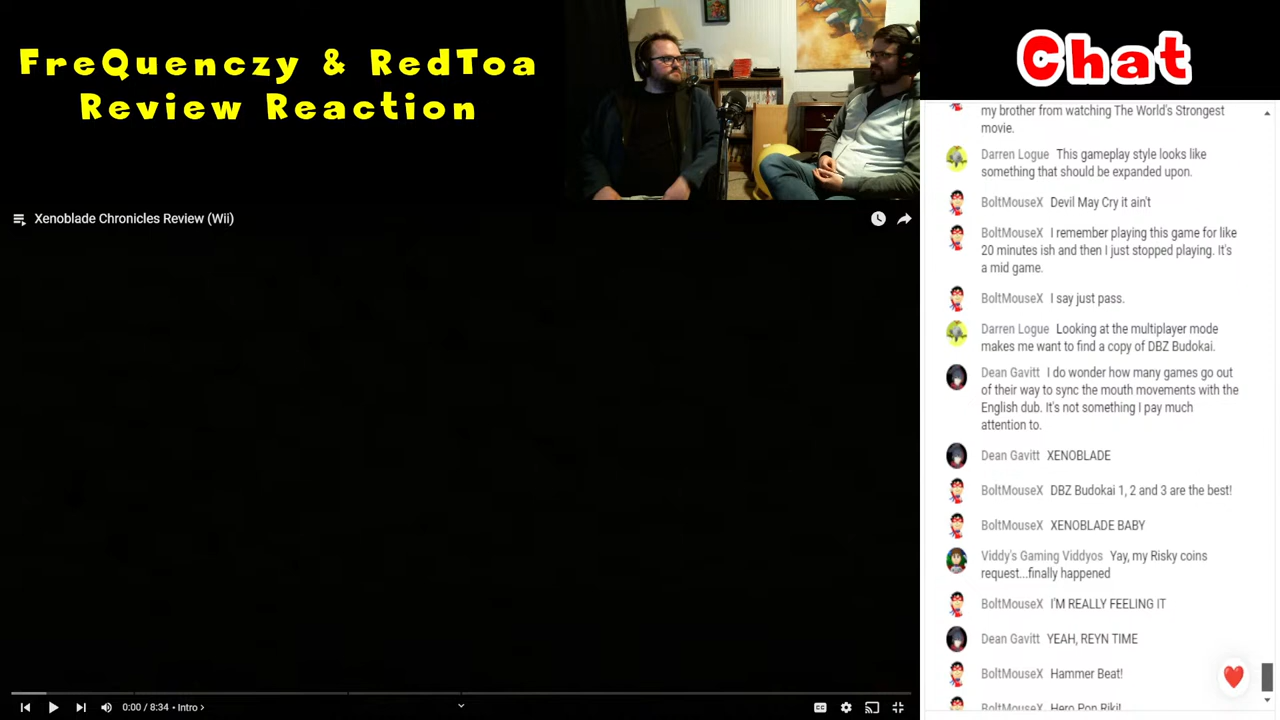 FreQuenczy & RedToa
Review Reaction
Chat
Xenoblade Chronicles Review (Wii)
my brother from watching The World's Strongest
movie.
Darren Logue This gameplay style looks like
something that should be expanded upon.
BoltMouseX Devil May Cry it ain't
BoltMouseX I remember playing this game for like
20 minutes ish and then I just stopped playing. It's
a mid game.
BoltMouseX I say just pass.
Darren Logue Looking at the multiplayer mode
makes me want to find a copy of DBZ Budokai.
Dean Gavitt I do wonder how many games go out
of their way to sync the mouth movements with the
English dub. It's not something I pay much
attention to.
Dean Gavitt XENOBLADE
BoltMouseX DBZ Budokai 1, 2 and 3 are the best!
BoltMouseX XENOBLADE BABY
Viddy's Gaming Viddyos Yay, my Risky coins
request...finally happened
BoltMouseX I'M REALLY FEELING IT
Dean Gavitt YEAH, REYN TIME
BoltMouseX Hammer Beat!
BoltMouseX Hero Pon Riki!
0:00 / 8:34 • Intro >
CC